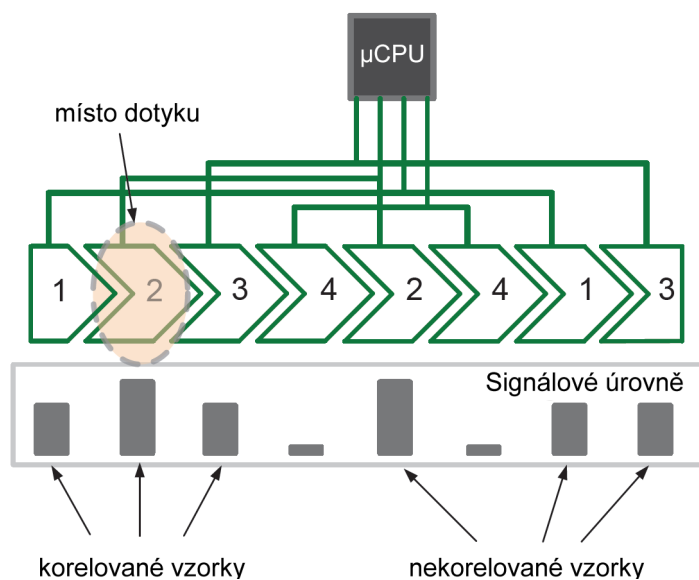 µCPU
místo dotyku
1 2 3 4 2 4 1 3
Signálové úrovně
korelované vzorky
nekorelované vzorky